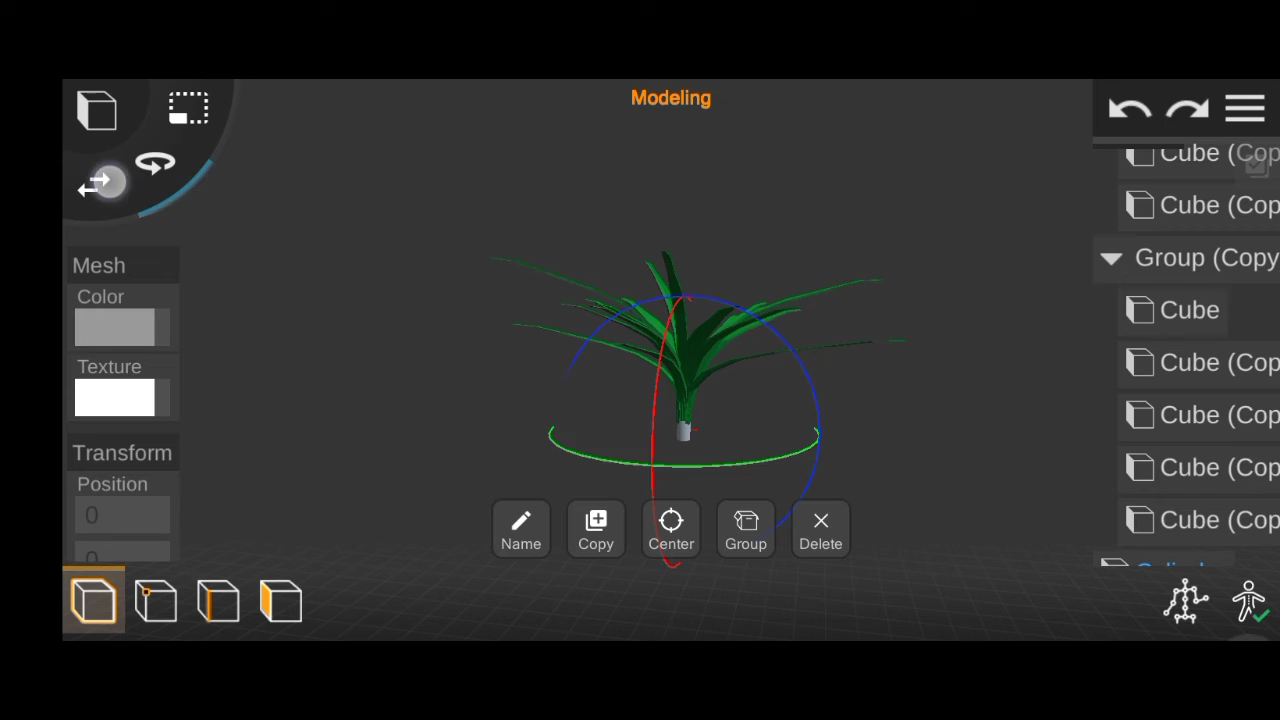 Modeling
Cube (Cop
Cube (Cop
Mesh
Group (Copy
Color
Cube
Texture
Cube (Cop
Cube (Cop
Transform
Cube (Cop
Position
0
Cube (Cop
Name
Copy
Center
Group
Delete
0